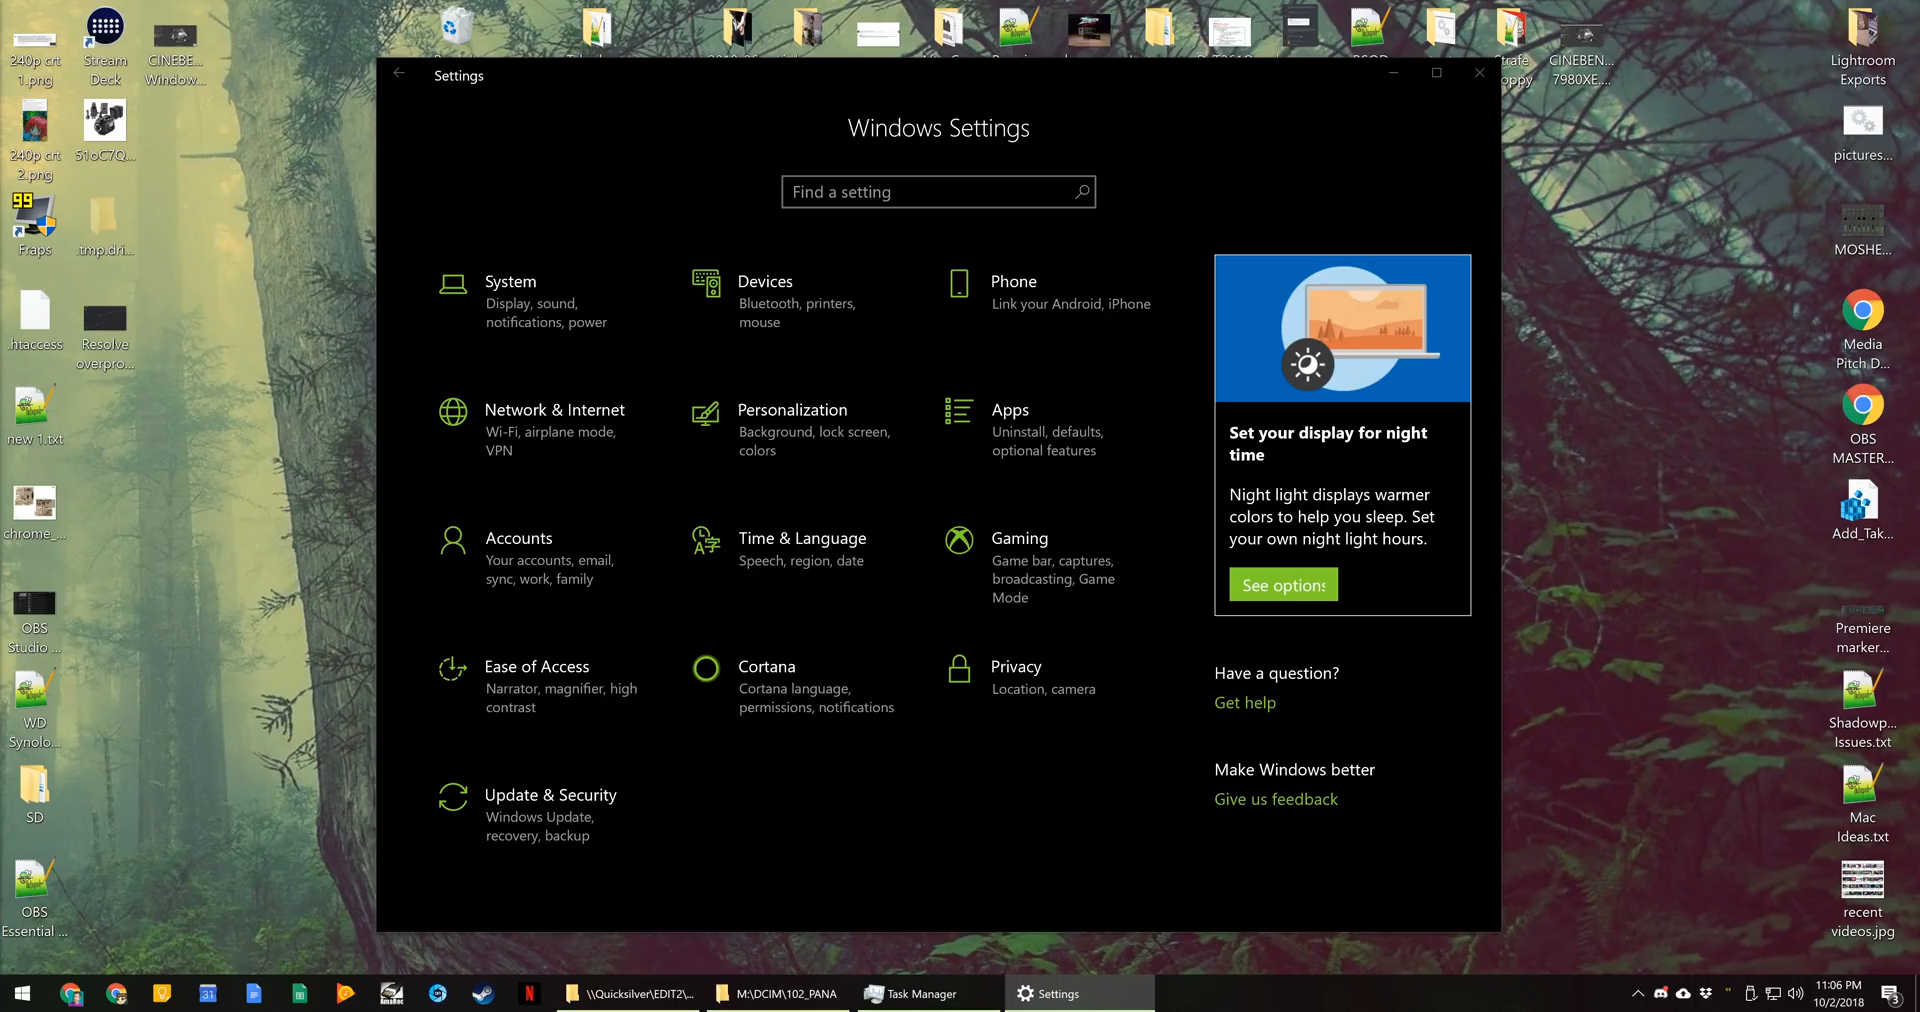 240p crt
1.png
Stream
Deck
CINEBE...
Window...
240p crt
2.png
51oC7Q...
99
Fraps
.tmp.dri...
.htaccess
Resolve
overpro...
new 1.txt
chrome_...
OBS
Studio ...
WD
Synolo...
SD
OBS
Essential ...
Settings
Windows Settings
Find a setting
System
Display, sound,
notifications, power
Devices
Bluetooth, printers,
mouse
Phone
Link your Android, iPhone
Network & Internet
Wi-Fi, airplane mode,
VPN
Personalization
Background, lock screen,
colors
Apps
Uninstall, defaults,
optional features
Accounts
Your accounts, email,
sync, work, family
Time & Language
Speech, region, date
Gaming
Game bar, captures,
broadcasting, Game
Mode
Ease of Access
Narrator, magnifier, high
contrast
Cortana
Cortana language,
permissions, notifications
Privacy
Location, camera
Update & Security
Windows Update,
recovery, backup
Set your display for night
time
Night light displays warmer
colors to help you sleep. Set
your own night light hours.
See options
Have a question?
Get help
Make Windows better
Give us feedback
CINEBEN...
7980XE....
Lightroom
Exports
pictures...
MOSHE...
Media
Pitch D...
OBS
MASTER...
Add_Tak...
Premiere
marker...
Shadowp...
Issues.txt
Mac
Ideas.txt
recent
videos.jpg
31
\\Quicksilver\EDIT2\...
M:\DCIM\102_PANA
Task Manager
Settings
11:06 PM
10/2/2018
3